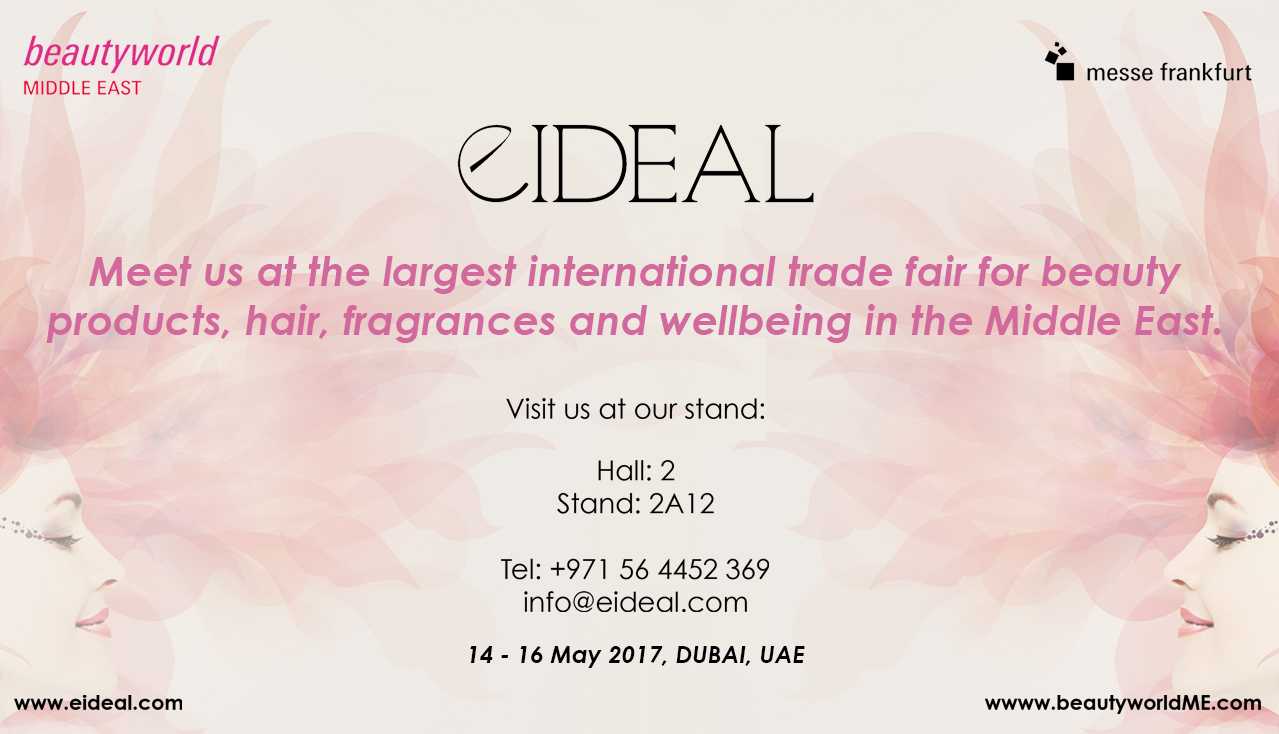 beautyworld
MIDDLE EAST
messe frankfurt
eIDEAL
Meet us at the largest international trade fair for beauty
products, hair, fragrances and wellbeing in the Middle East.
Visit us at our stand:
Hall: 2
Stand: 2A12
Tel: +971 56 4452 369
info@eideal.com
14 - 16 May 2017, DUBAI, UAE
www.eideal.com
www.beautyworldME.com